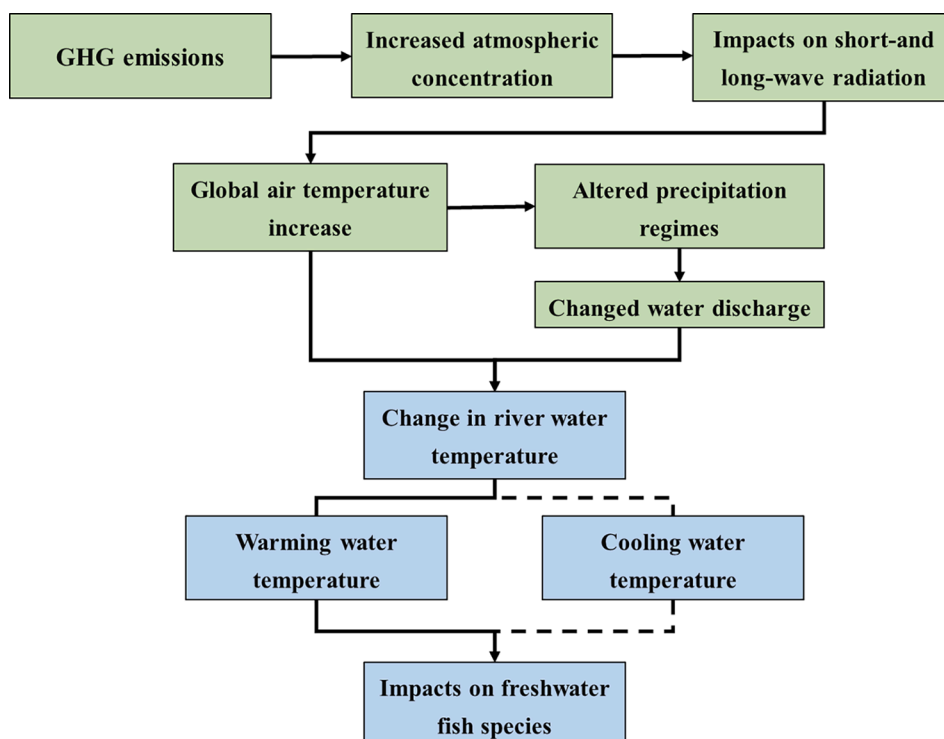 GHG emissions
Increased atmospheric
concentration
Impacts on short-and
long-wave radiation
Global air temperature
increase
Altered precipitation
regimes
Changed water discharge
Change in river water
temperature
Warming water
temperature
Cooling water
temperature
Impacts on freshwater
fish species